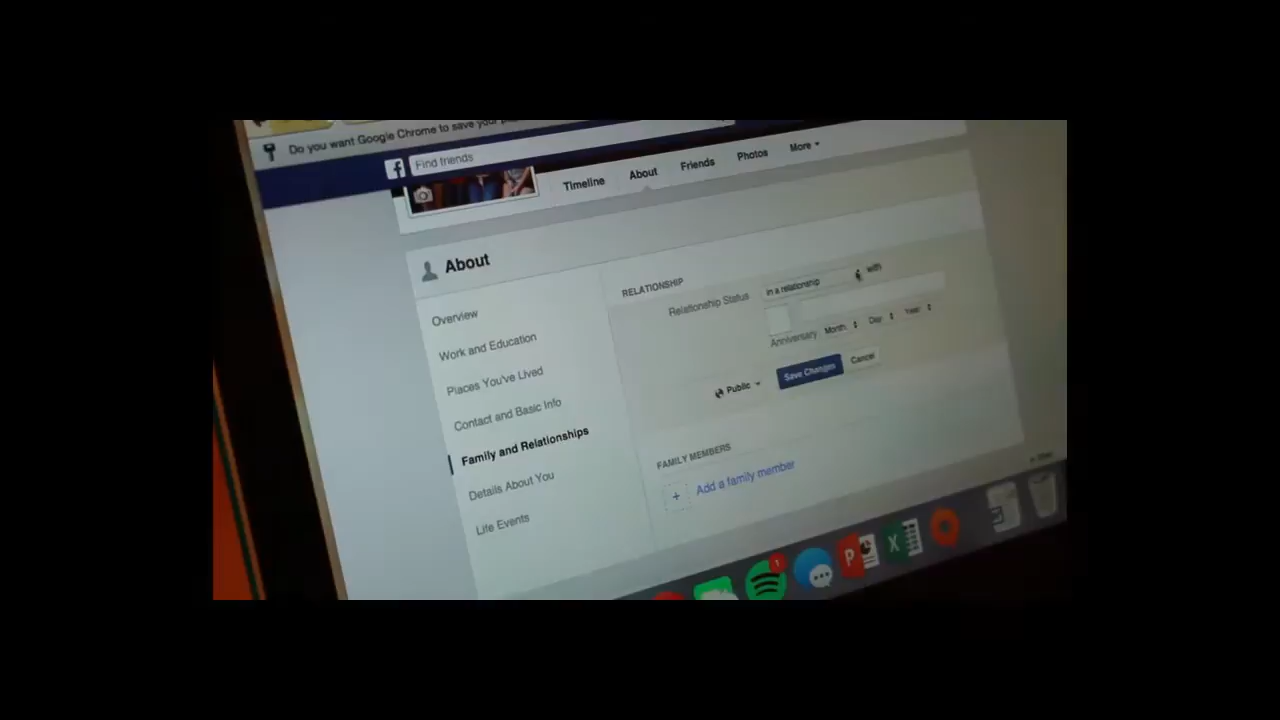 Do you want Google Chrome to save your
Find friends
Timeline About Friends Photos More
About
Overview
Work and Education
Places You've Lived
Contact and Basic Info
Family and Relationships
Details About You
Life Events
RELATIONSHIP
Relationship Status In a relationship with
Anniversary Month: Day: Year:
Public Save Changes Cancel
FAMILY MEMBERS
+ Add a family member
1